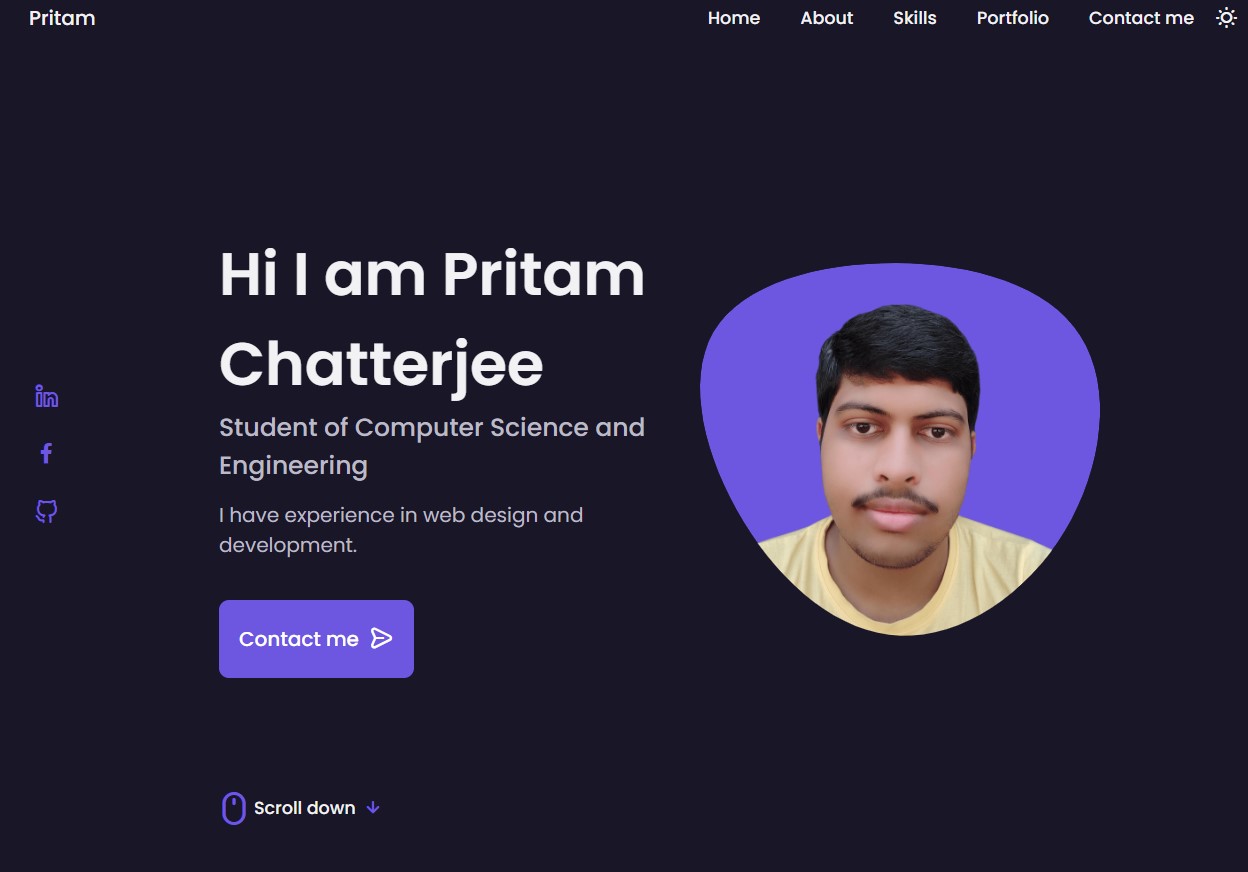 Pritam
Home About Skills Portfolio Contact me
Hi I am Pritam
Chatterjee
Student of Computer Science and
Engineering
I have experience in web design and
development.
Contact me
Scroll down